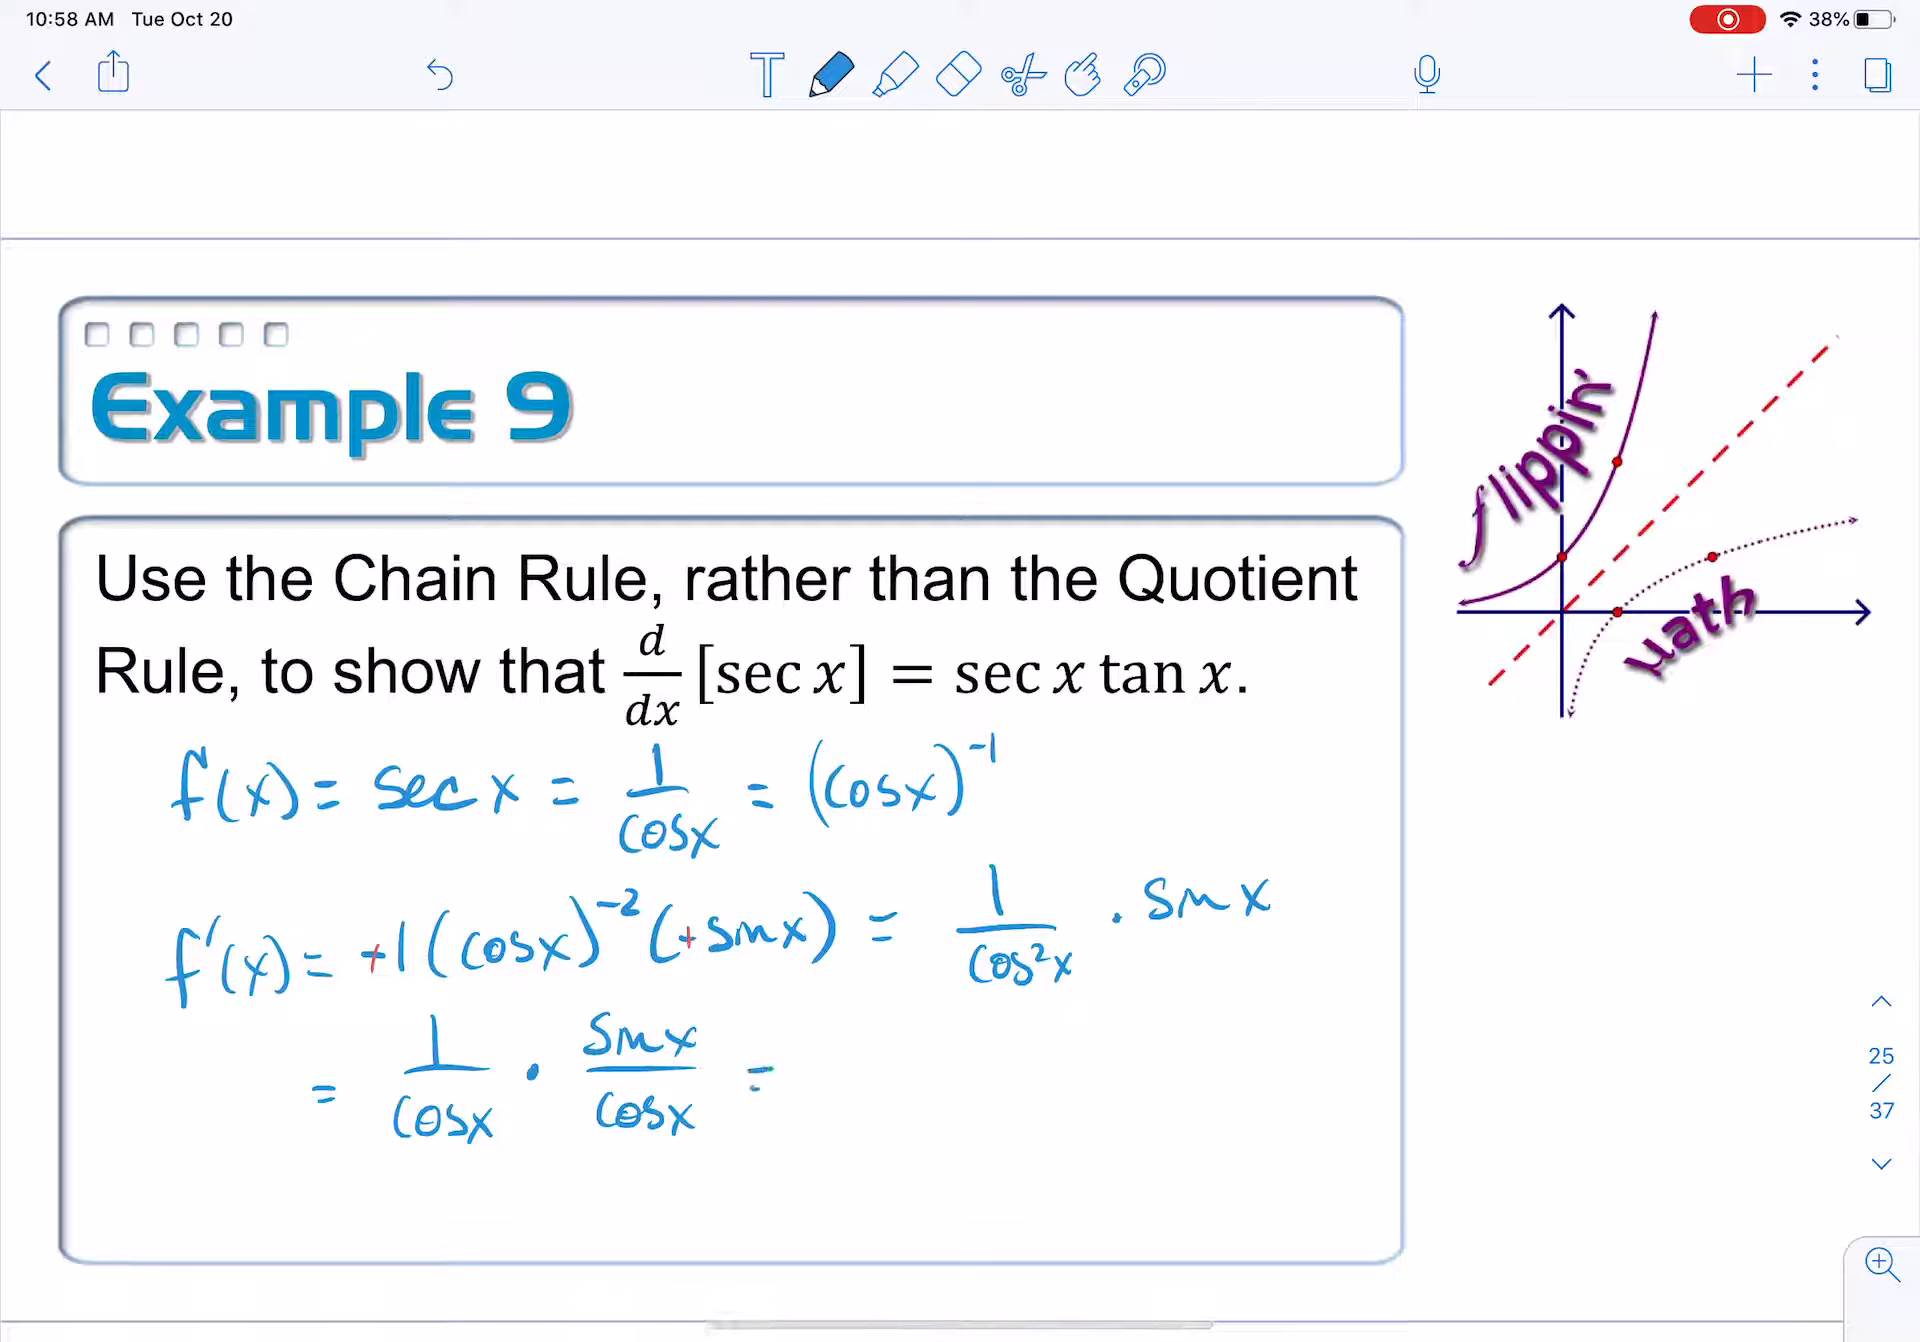 10:58 AM Tue Oct 20
38%
T
Example 9
flippin'
math
Use the Chain Rule, rather than the Quotient
Rule, to show that d/dx [sec x] = sec x tan x.
f(x) = sec x = 1/cosx = (cosx)^-1
f'(x) = +1(cosx)^-2 (+sinx) = 1/cos²x · sinx
= 1/cosx · sinx/cosx =
25
/
37